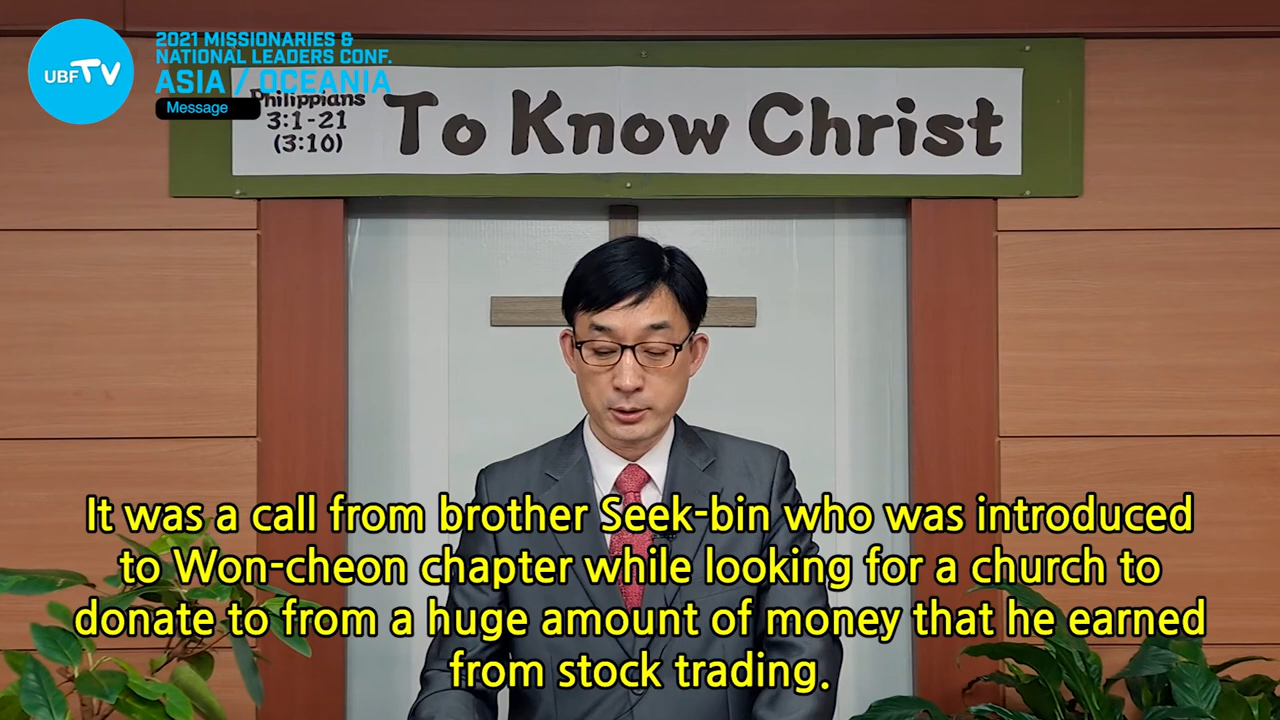 UBFTV
2021 MISSIONARIES &
NATIONAL LEADERS CONF.
ASIA / OCEANIA
Message
Philippians
3:1-21
(3:10)
To Know Christ
It was a call from brother Seek-bin who was introduced
to Won-cheon chapter while looking for a church to
donate to from a huge amount of money that he earned
from stock trading.